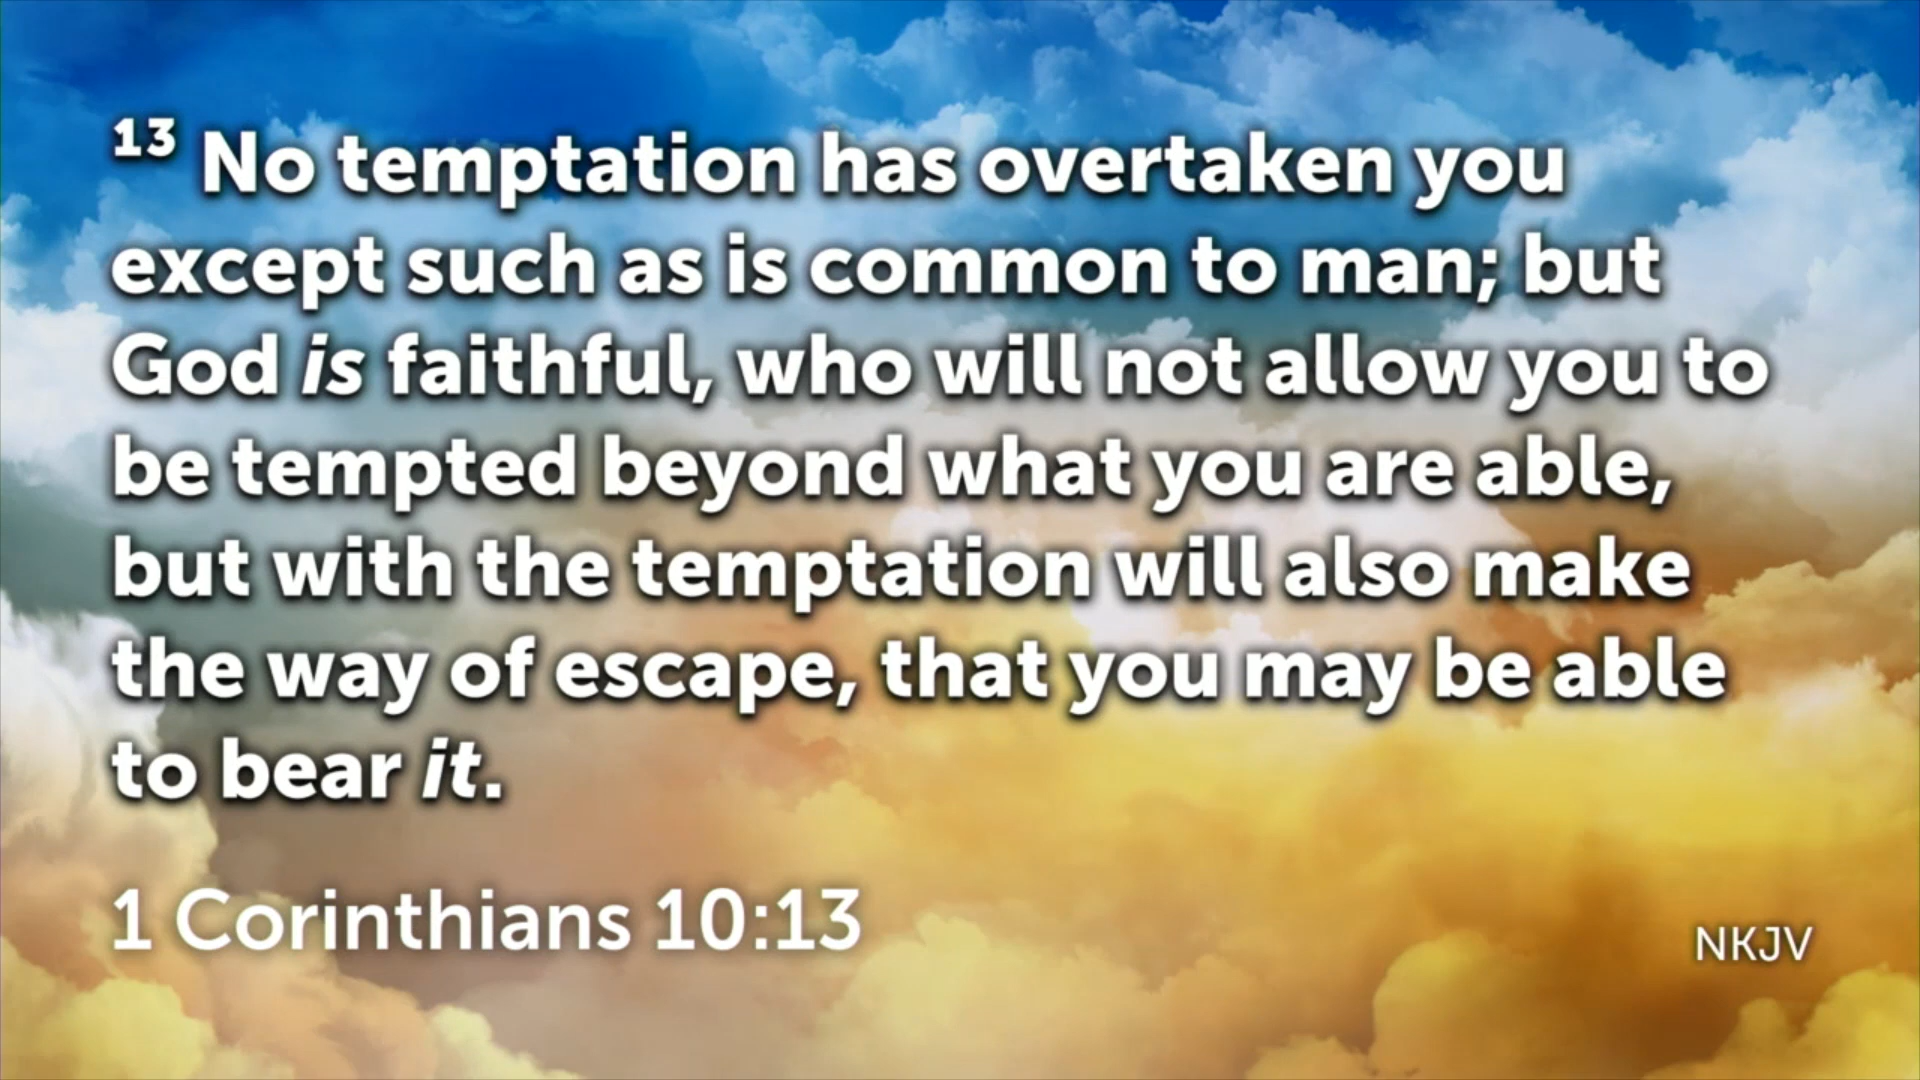 13 No temptation has overtaken you
except such as is common to man; but
God is faithful, who will not allow you to
be tempted beyond what you are able,
but with the temptation will also make
the way of escape, that you may be able
to bear it.
1 Corinthians 10:13
NKJV